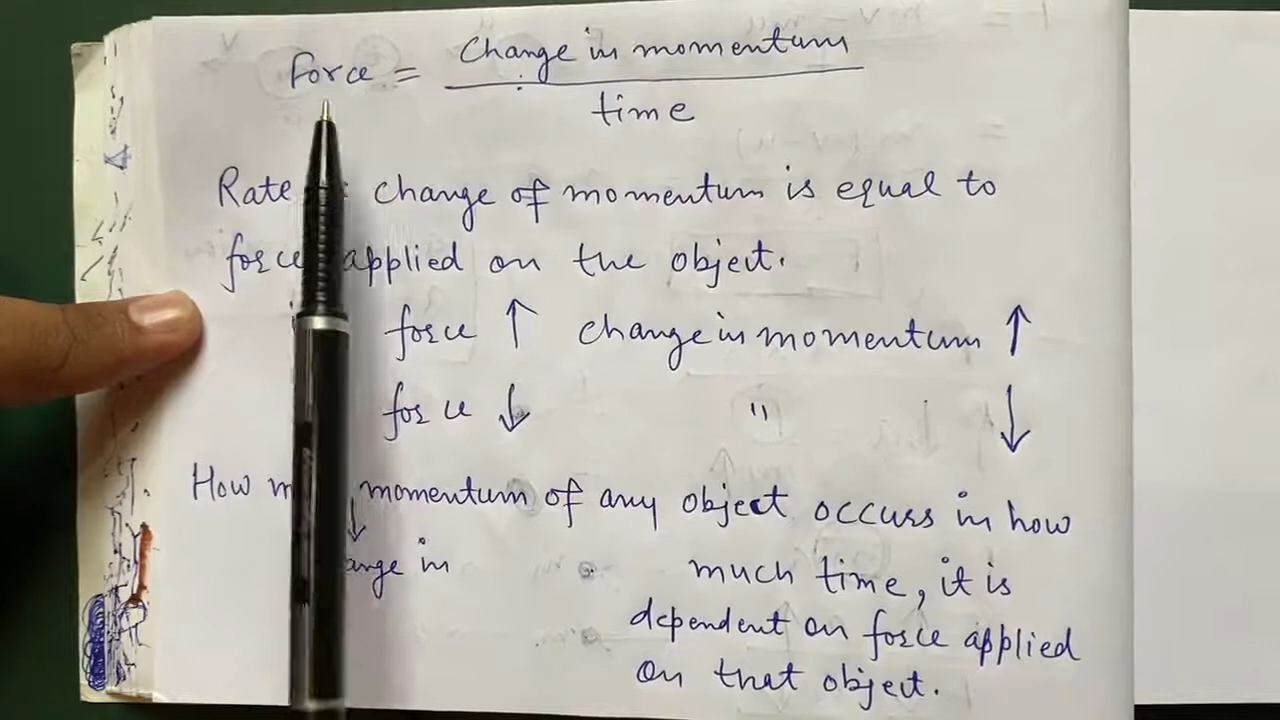 Force = Change in momentum
time
Rate change of momentum is equal to
force applied on the object.
force ↑ change in momentum ↑
force ↓ " ↓
How momentum of any object occurs in how
↓
in much time, it is
dependent on force applied
on that object.